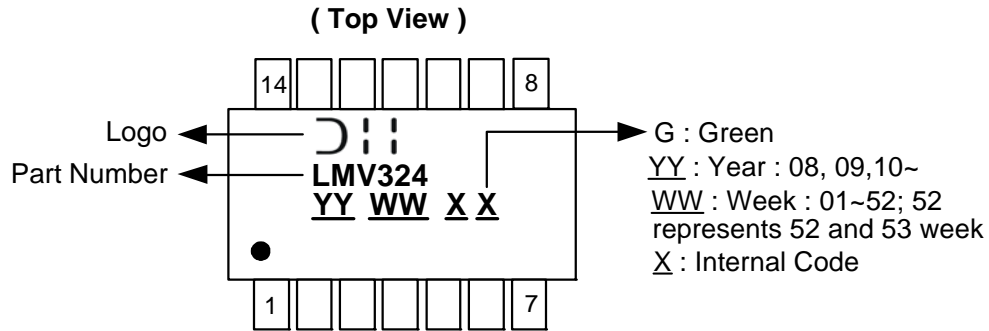 ( Top View )
14 8
Logo
Part Number
LMV324
YY WW X X
1 7
G : Green
YY : Year : 08, 09,10~
WW : Week : 01~52; 52
represents 52 and 53 week
X : Internal Code